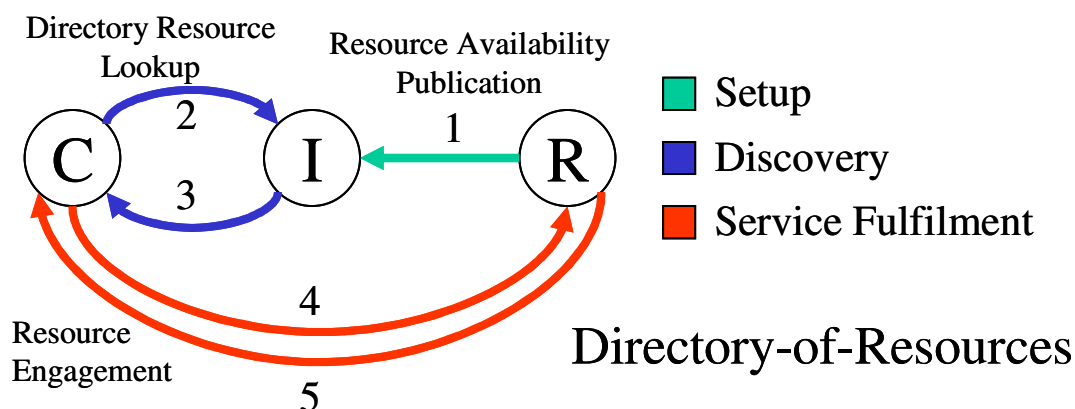 Directory Resource
Lookup
Resource Availability
Publication
2
1
C
I
R
3
4
Resource
Engagement
5
Setup
Discovery
Service Fulfilment
Directory-of-Resources